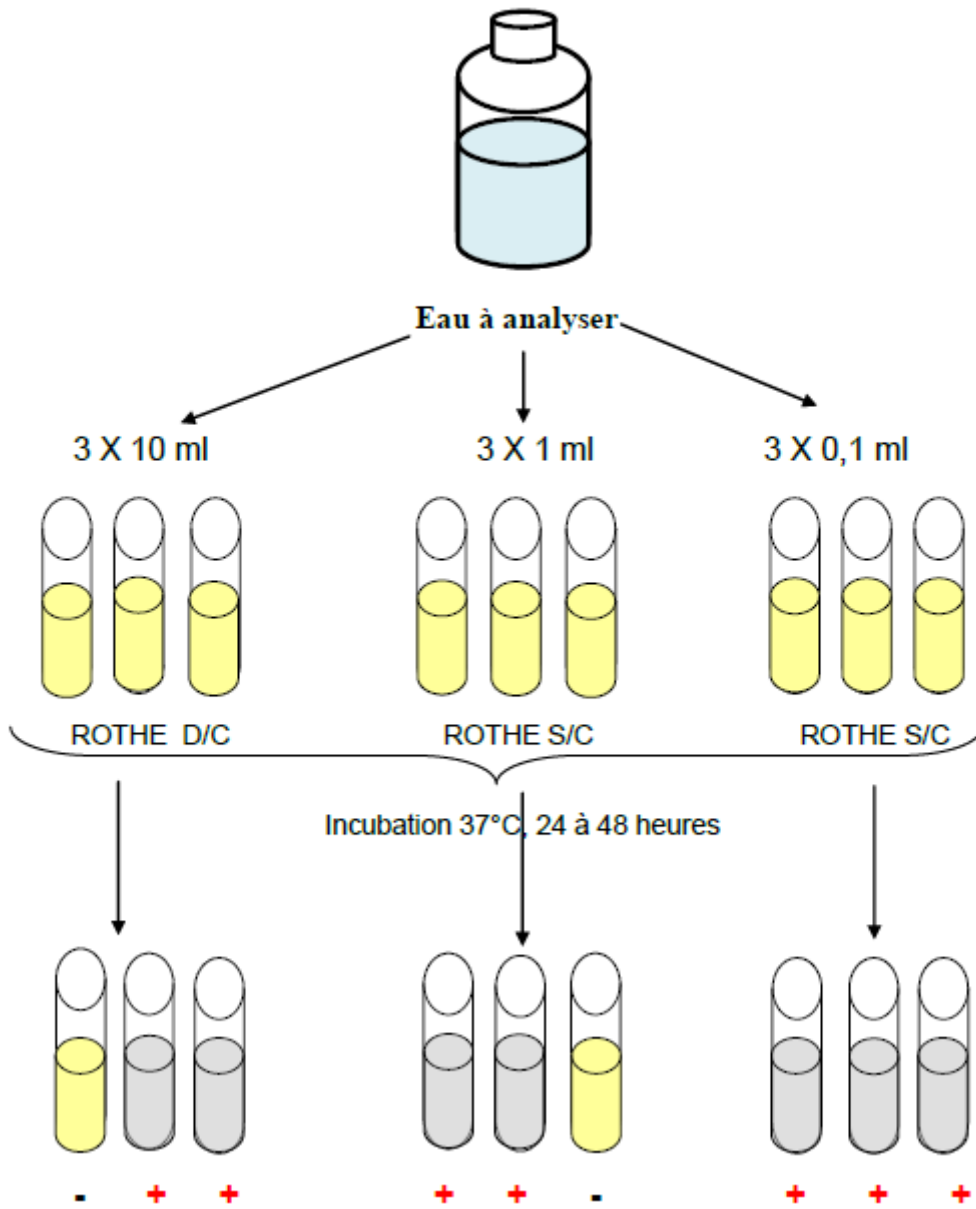 Eau à analyser
3 X 10 ml 3 X 1 ml 3 X 0,1 ml
ROTHE D/C ROTHE S/C ROTHE S/C
Incubation 37°C, 24 à 48 heures
- + + + + - + + +